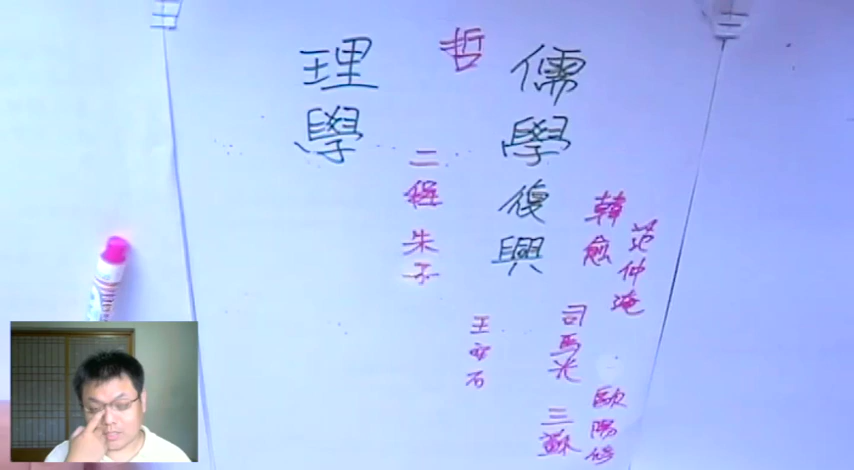 儒學復興
哲
理學
韓愈
范仲淹
司馬光
歐陽修
三蘇
王安石
二程
朱子